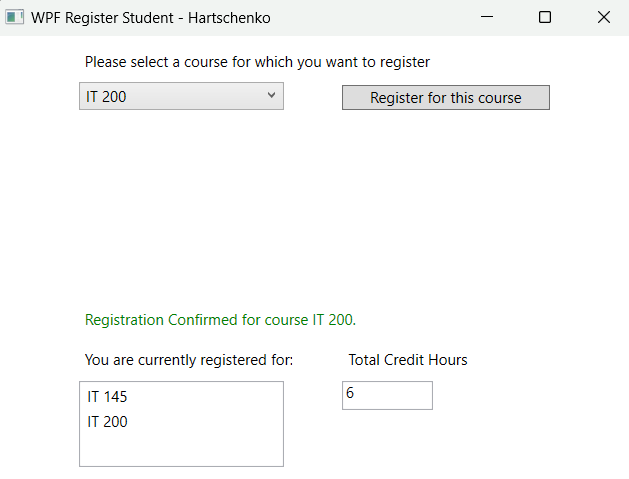 WPF Register Student - Hartschenko
Please select a course for which you want to register
IT 200
Register for this course
Registration Confirmed for course IT 200.
You are currently registered for:
Total Credit Hours
IT 145
6
IT 200